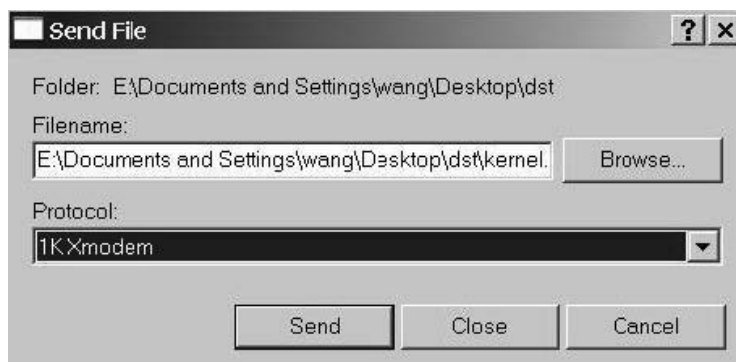 Send File
Folder: E:\Documents and Settings\wang\Desktop\dst
Filename:
E:\Documents and Settings\wang\Desktop\dst\kernel.
Browse...
Protocol:
1K Xmodem
Send Close Cancel